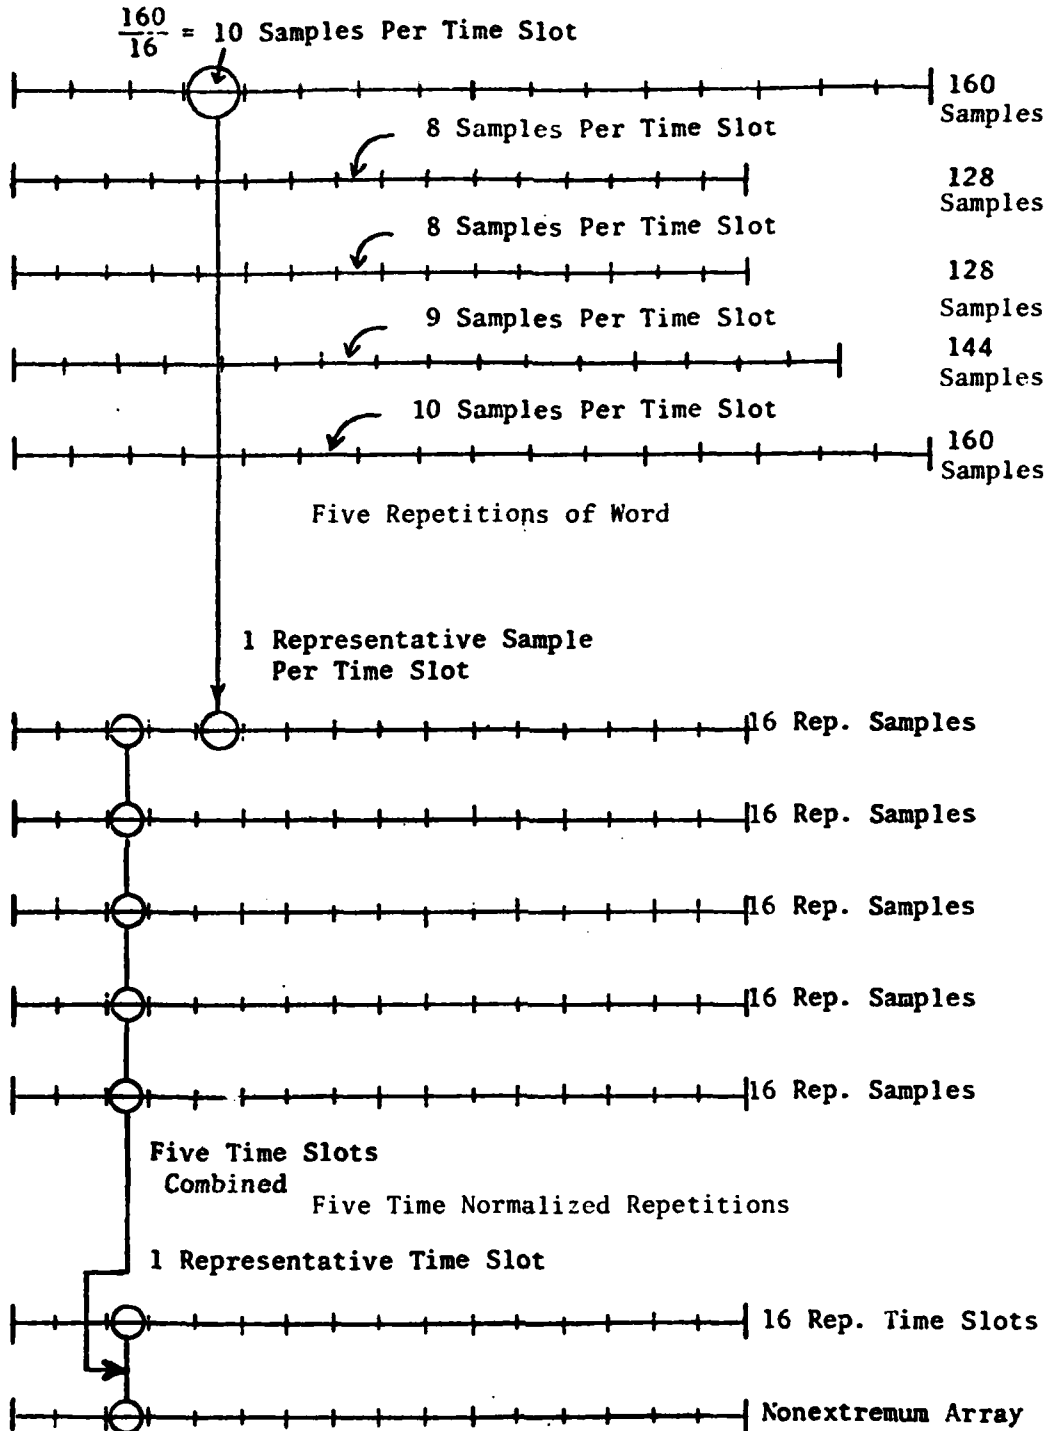 160
16 = 10 Samples Per Time Slot
160
Samples
8 Samples Per Time Slot
128
Samples
8 Samples Per Time Slot
128
Samples
9 Samples Per Time Slot
144
Samples
10 Samples Per Time Slot
160
Samples
Five Repetitions of Word
1 Representative Sample
Per Time Slot
16 Rep. Samples
16 Rep. Samples
16 Rep. Samples
16 Rep. Samples
16 Rep. Samples
Five Time Slots
Combined
Five Time Normalized Repetitions
1 Representative Time Slot
16 Rep. Time Slots
Nonextremum Array